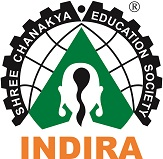 SHREE CHANAKYA EDUCATION SOCIETY
®
INDIRA